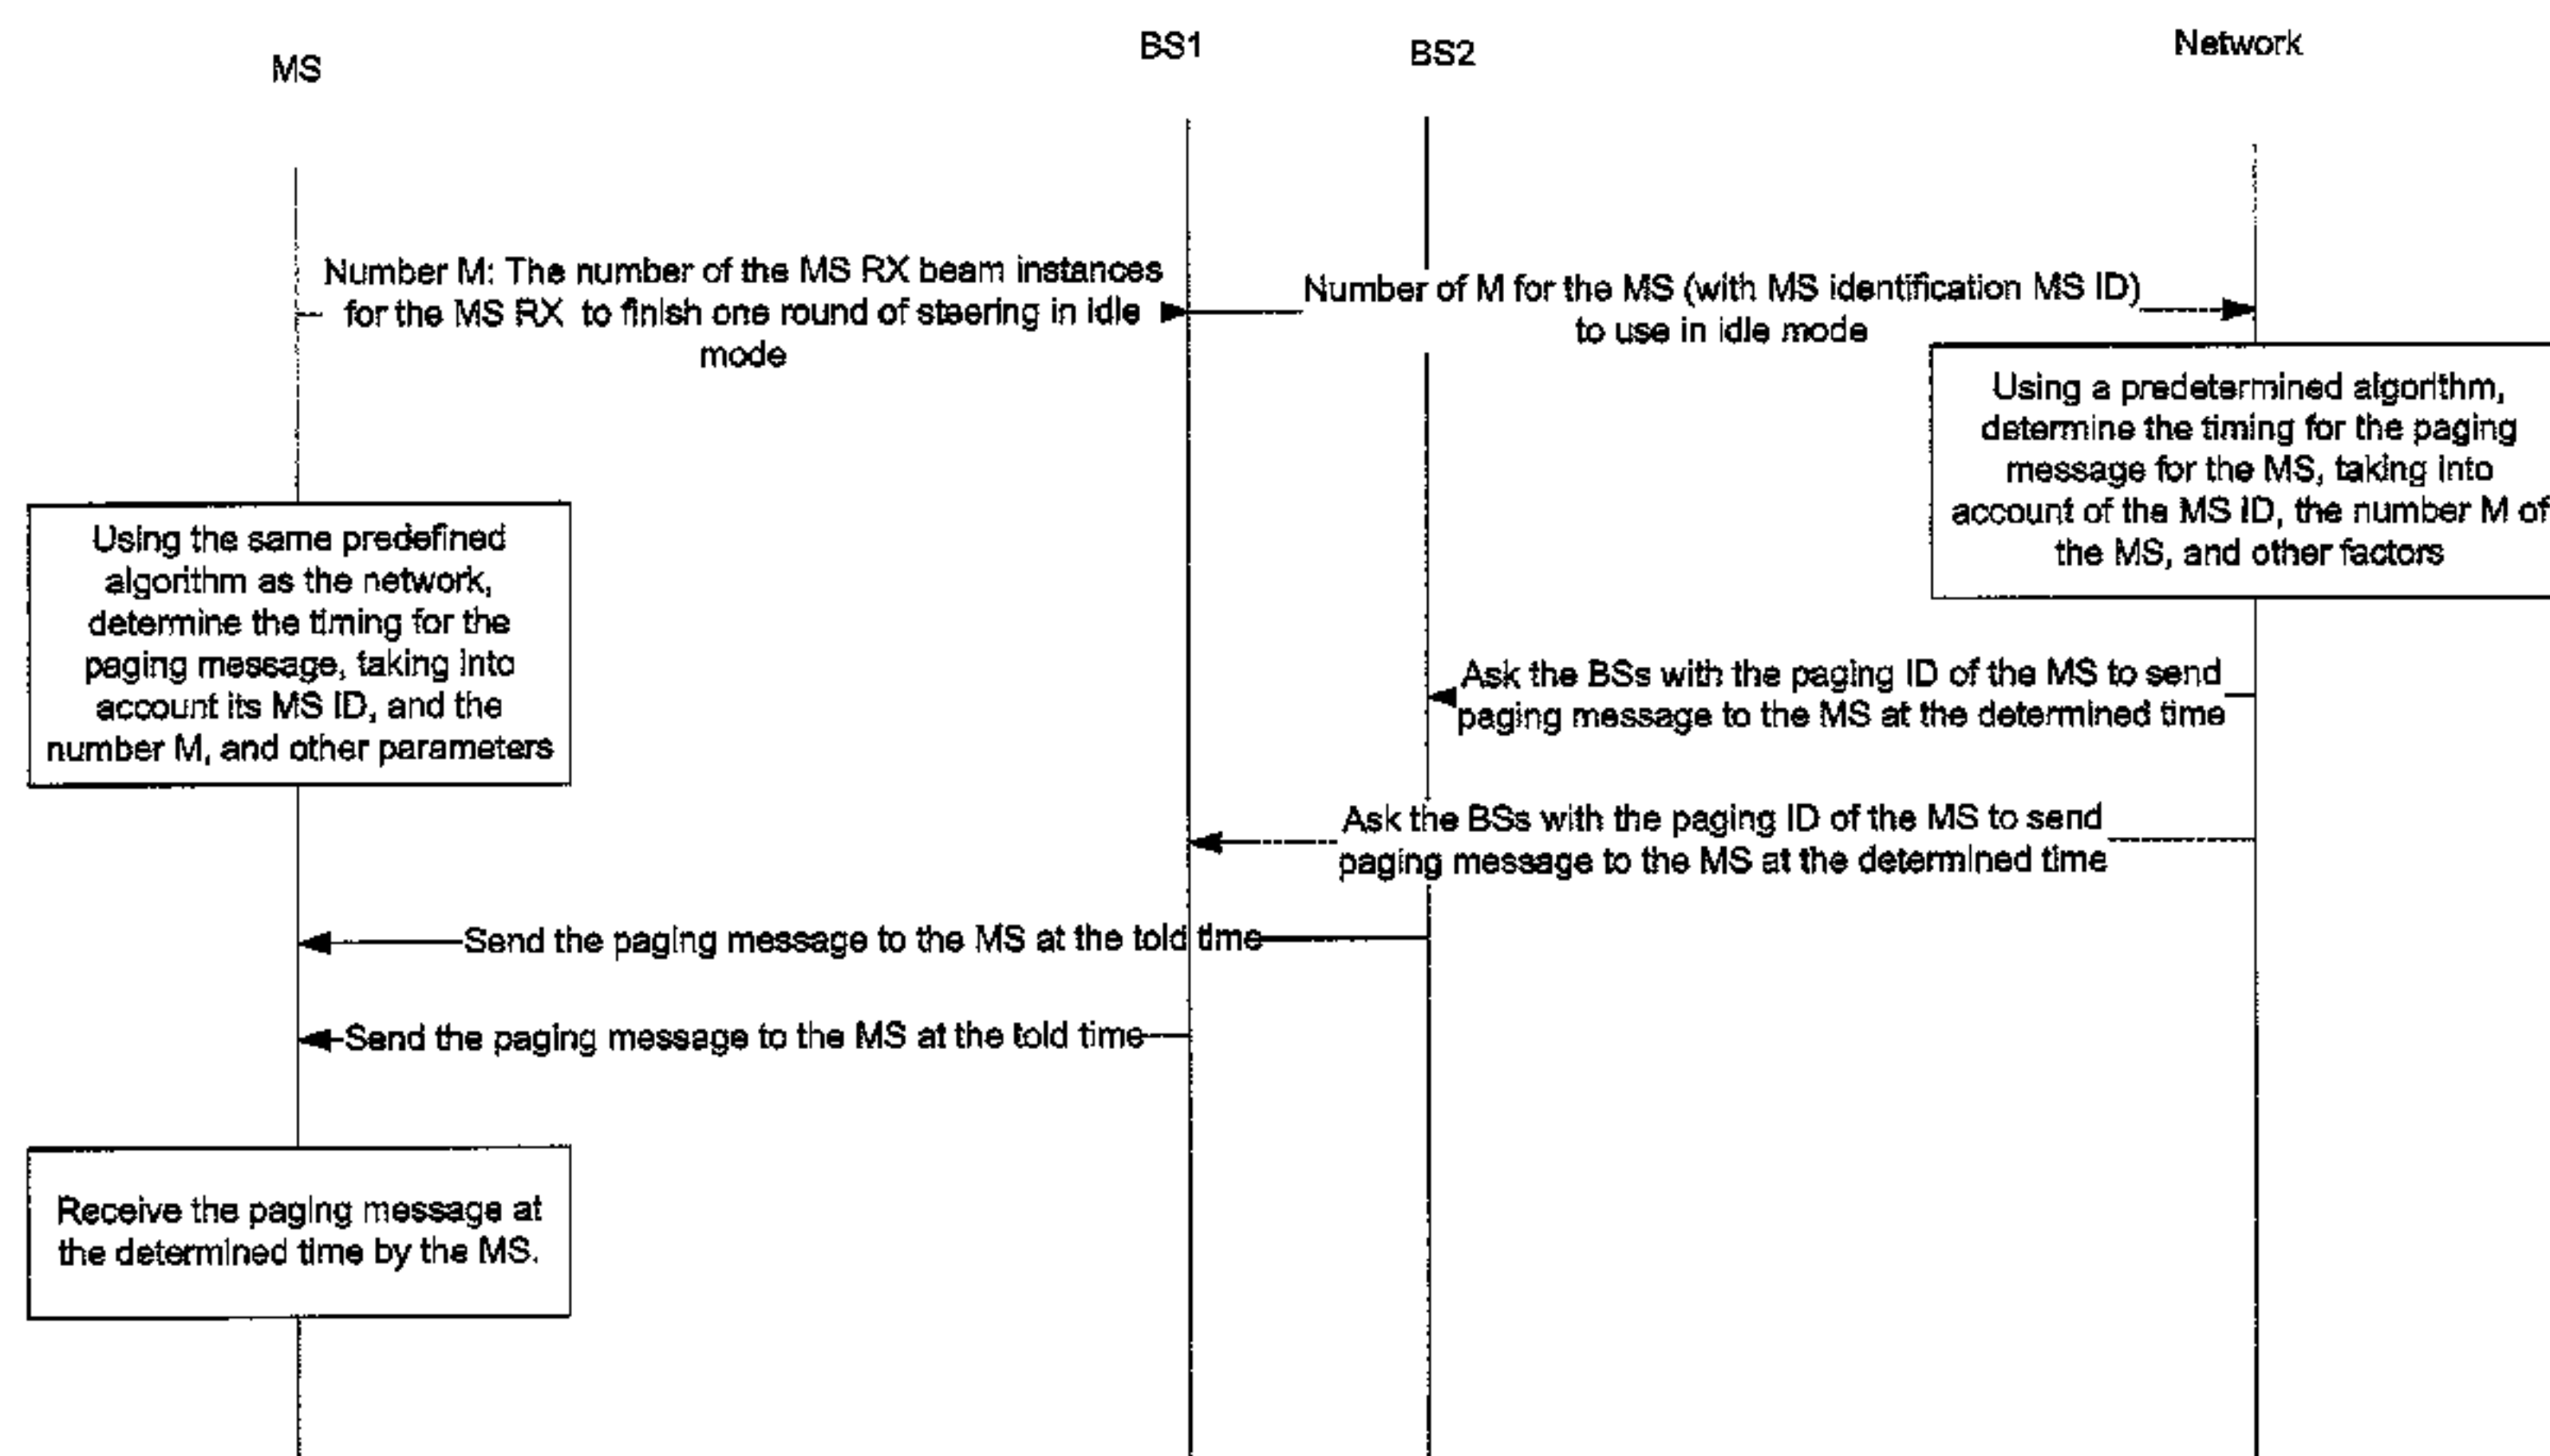 MS
BS1
BS2
Network
Number M: The number of the MS RX beam instances
for the MS RX to finish one round of steering in idle
mode
Number of M for the MS (with MS identification MS ID)
to use in idle mode
Using a predetermined algorithm,
determine the timing for the paging
message for the MS, taking into
account of the MS ID, the number M of
the MS, and other factors
Using the same predefined
algorithm as the network,
determine the timing for the
paging message, taking into
account its MS ID, and the
number M, and other parameters
Ask the BSs with the paging ID of the MS to send
paging message to the MS at the determined time
Ask the BSs with the paging ID of the MS to send
paging message to the MS at the determined time
Send the paging message to the MS at the told time
Send the paging message to the MS at the told time
Receive the paging message at
the determined time by the MS.